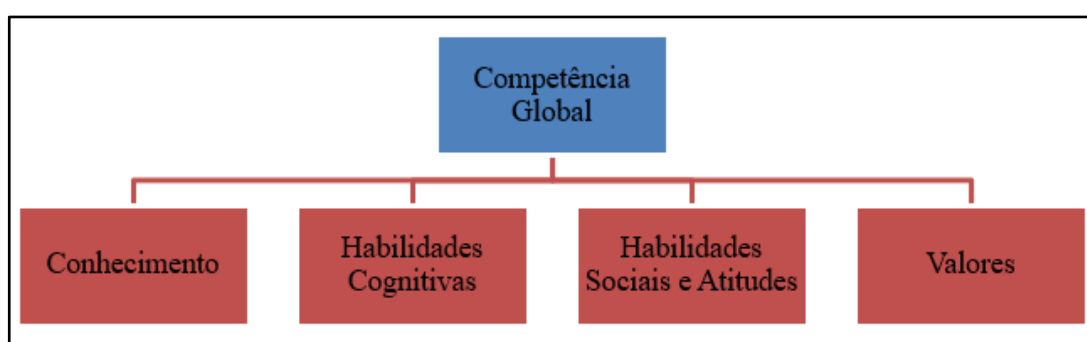 Competência
Global
Conhecimento
Habilidades
Cognitivas
Habilidades
Sociais e Atitudes
Valores